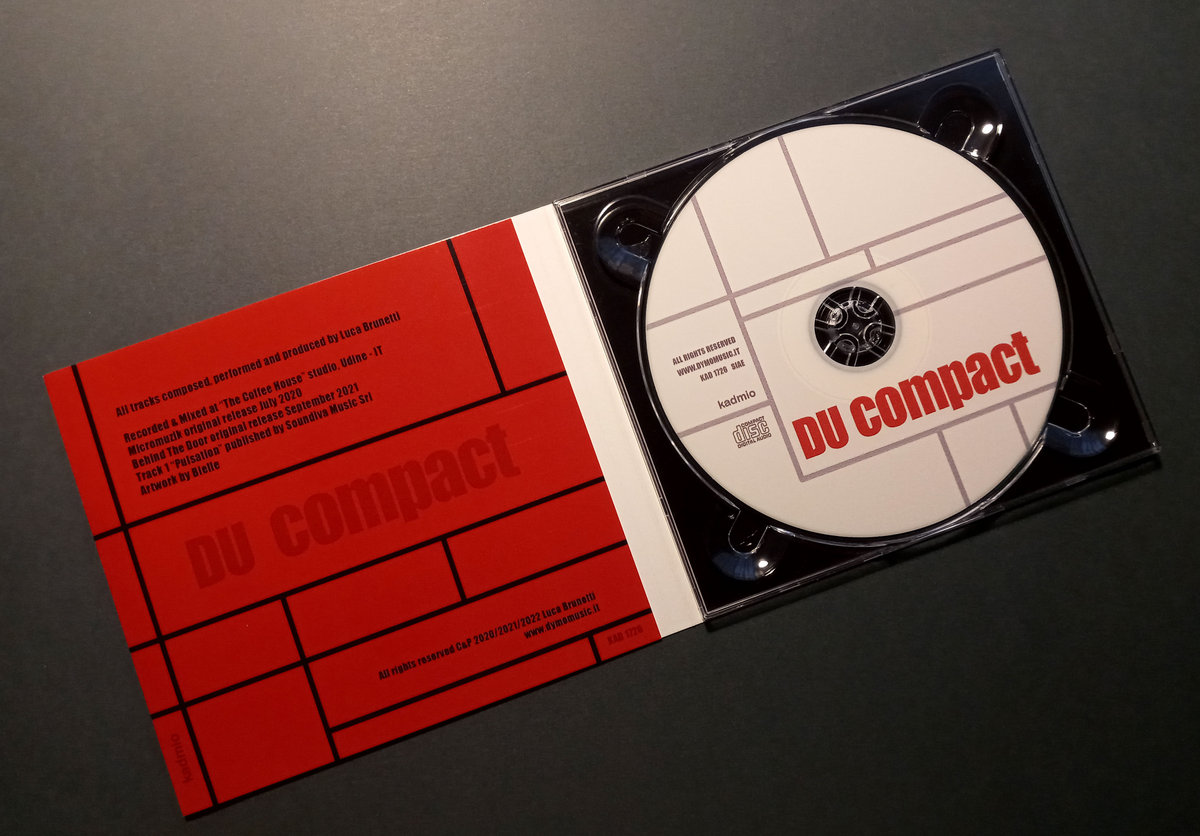 All tracks composed, performed and produced by Luca Brunetti
Recorded & Mixed at "The Coffee House" studio, Udine - IT
Micromuzik original release July 2020
Behind The Door original release September 2021
Track 1 "Pulsation" published by Soundiva Music Srl
Artwork by Bielle
DU compact
All rights reserved C&P 2020/2021/2022 Luca Brunetti
www.dymomusic.it
KAD 1720
kadmio
ALL RIGHTS RESERVED
WWW.DYMOMUSIC.IT
KAD 1720 SIAE
kadmio
COMPACT
disc
DIGITAL AUDIO
DU compact